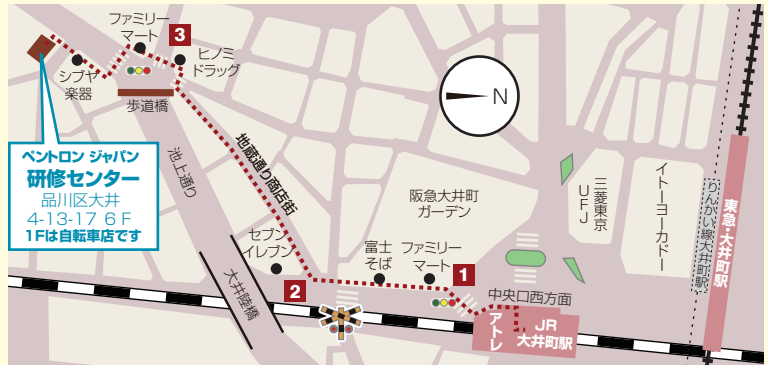 ファミリー
マート
3
ヒノミ
ドラッグ
シブヤ
楽器
歩道橋
N
ペントロン ジャパン
研修センター
品川区大井
4-13-17 6F
1Fは自転車店です
池上通り
地蔵通り商店街
阪急大井町
ガーデン
三菱東京
UFJ
イトーヨーカドー
りんかい線大井町駅
東急・大井町駅
セブン
イレブン
富士
そば
ファミリー
マート
1
2
大井陸橋
中央口西方面
アトレ
JR
大井町駅